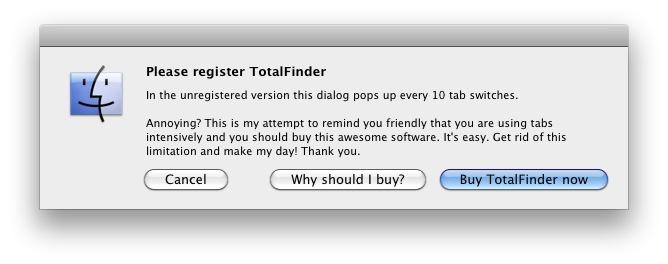 Please register TotalFinder
In the unregistered version this dialog pops up every 10 tab switches.
Annoying? This is my attempt to remind you friendly that you are using tabs
intensively and you should buy this awesome software. It's easy. Get rid of this
limitation and make my day! Thank you.
Cancel
Why should I buy?
Buy TotalFinder now